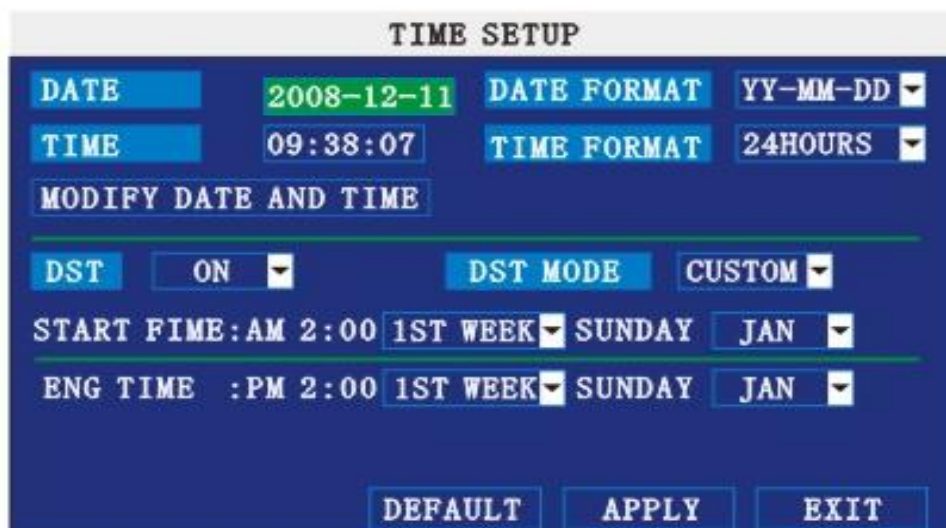 TIME SETUP
DATE 2008-12-11 DATE FORMAT YY-MM-DD
TIME 09:38:07 TIME FORMAT 24HOURS
MODIFY DATE AND TIME
DST ON DST MODE CUSTOM
START FIME:AM 2:00 1ST WEEK SUNDAY JAN
ENG TIME :PM 2:00 1ST WEEK SUNDAY JAN
DEFAULT APPLY EXIT